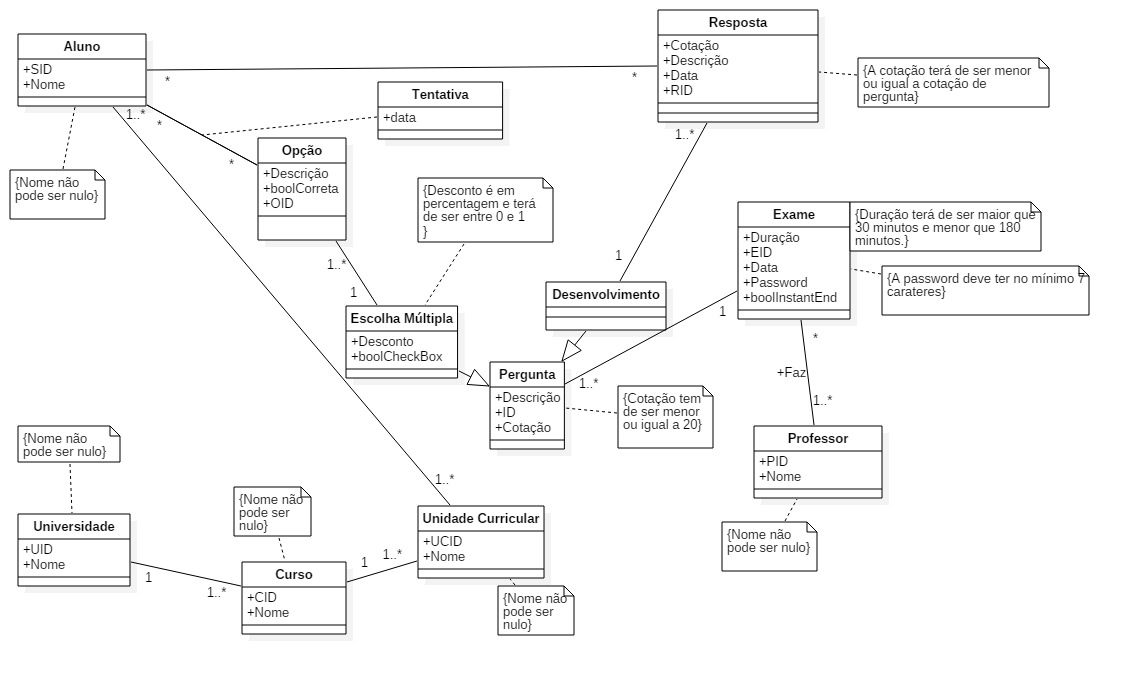 Aluno
+SID
+Nome
*
*
Resposta
+Cotação
+Descrição
+Data
+RID
{A cotação terá de ser menor
ou igual a cotação de
pergunta}
Tentativa
+data
1..*
*
*
1..*
Opção
+Descrição
+boolCorreta
+OID
{Nome não
pode ser nulo}
{Desconto é em
percentagem e terá
de ser entre 0 e 1
}
Exame
+Duração
+EID
+Data
+Password
+boolInstantEnd
{Duração terá de ser maior que
30 minutos e menor que 180
minutos.}
{A password deve ter no mínimo 7
carateres}
1..*
1
1
Desenvolvimento
1
Escolha Múltipla
+Desconto
+boolCheckBox
*
+Faz
1..*
Pergunta
+Descrição
+ID
+Cotação
1..*
{Cotação tem
de ser menor
ou igual a 20}
Professor
+PID
+Nome
{Nome não
pode ser nulo}
{Nome não
pode ser nulo}
{Nome não
pode ser
nulo}
1..*
Universidade
+UID
+Nome
1
1..*
Curso
+CID
+Nome
1
1..*
Unidade Curricular
+UCID
+Nome
{Nome não
pode ser
nulo}